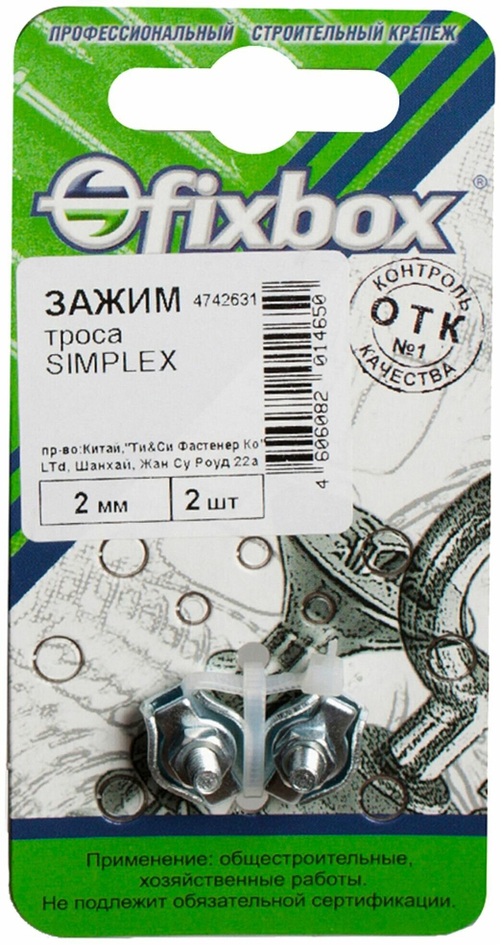 ПРОФЕССИОНАЛЬНЫЙ СТРОИТЕЛЬНЫЙ КРЕПЕЖ
fixbox®
ЗАЖИМ 4742631
троса
SIMPLEX
пр-во:Китай,"Ти&Си Фастенер Ко"
LTd, Шанхай, Жан Су Роуд 22а
2 мм 2 шт
4 606082 014650
КОНТРОЛЬ
ОТК
№1
КАЧЕСТВА
Применение: общестроительные,
хозяйственные работы.
Не подлежит обязательной сертификации.